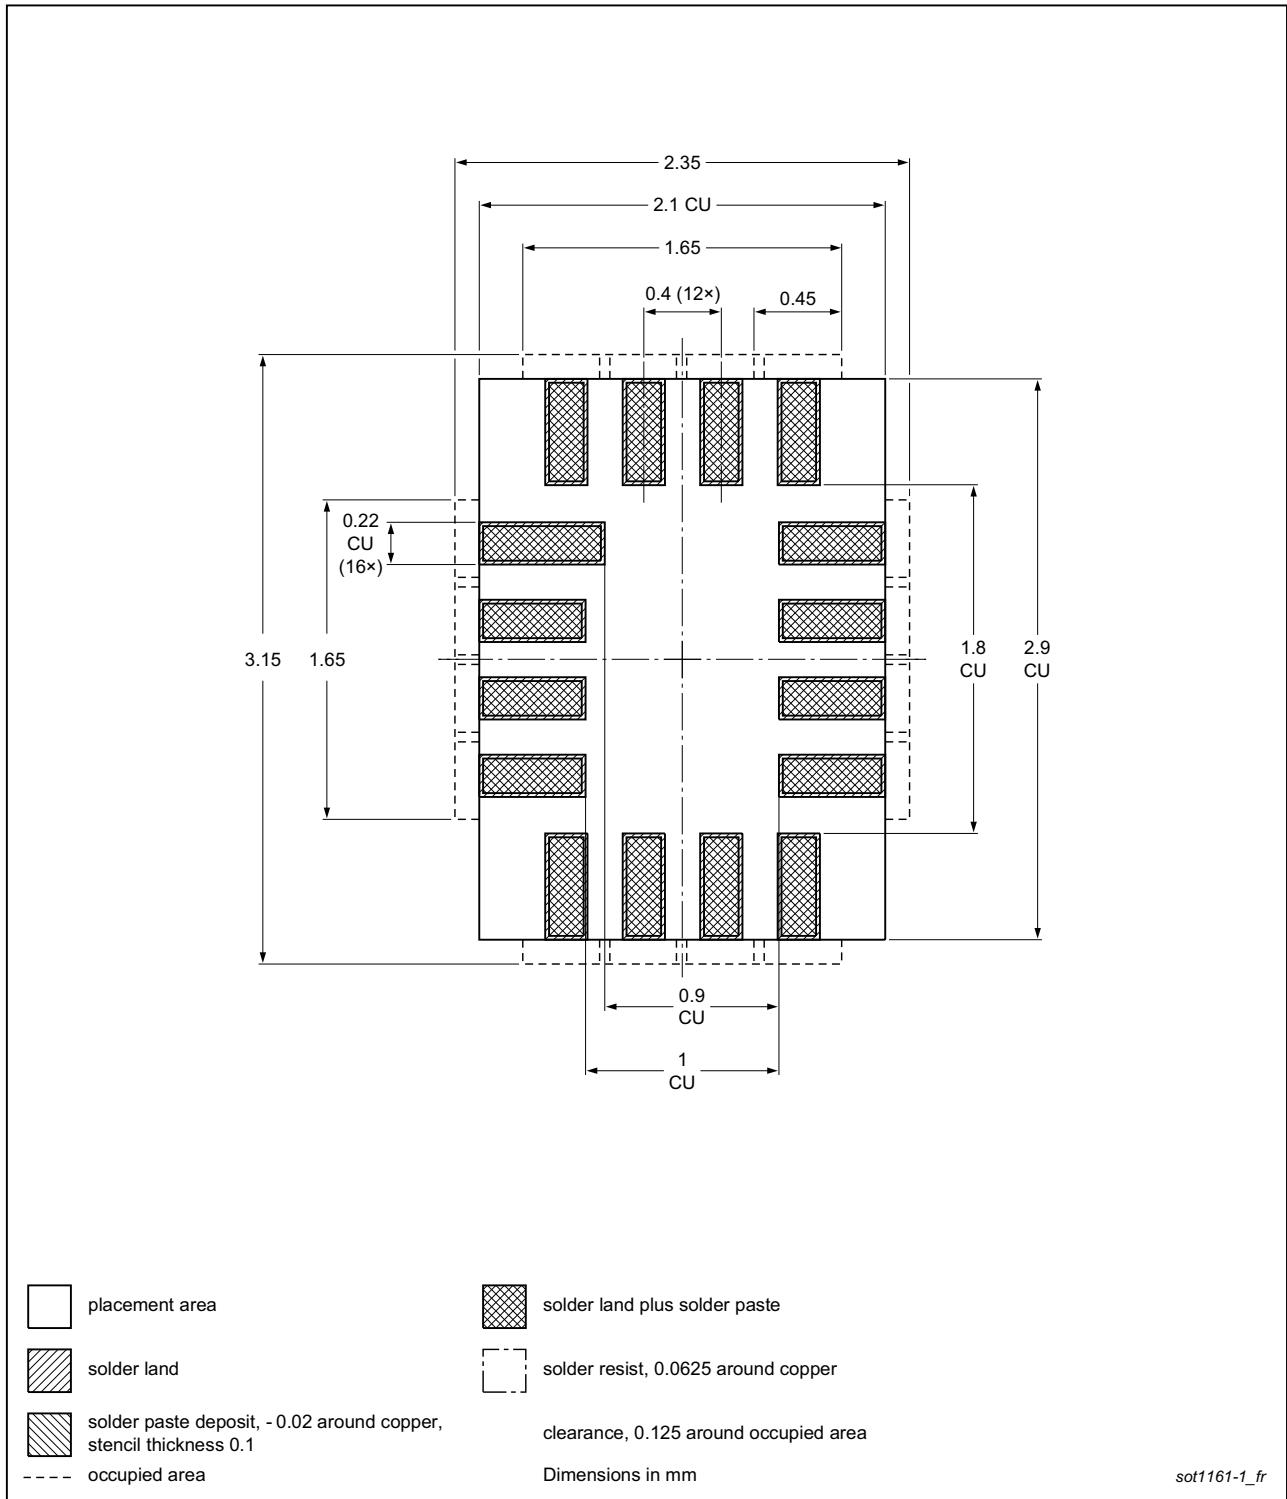 2.35
2.1 CU
1.65
0.4 (12×)
0.45
0.22
CU
(16×)
3.15
1.65
1.8
CU
2.9
CU
0.9
CU
1
CU
placement area
solder land plus solder paste
solder land
solder resist, 0.0625 around copper
solder paste deposit, - 0.02 around copper,
stencil thickness 0.1
clearance, 0.125 around occupied area
occupied area
Dimensions in mm
sot1161-1_fr